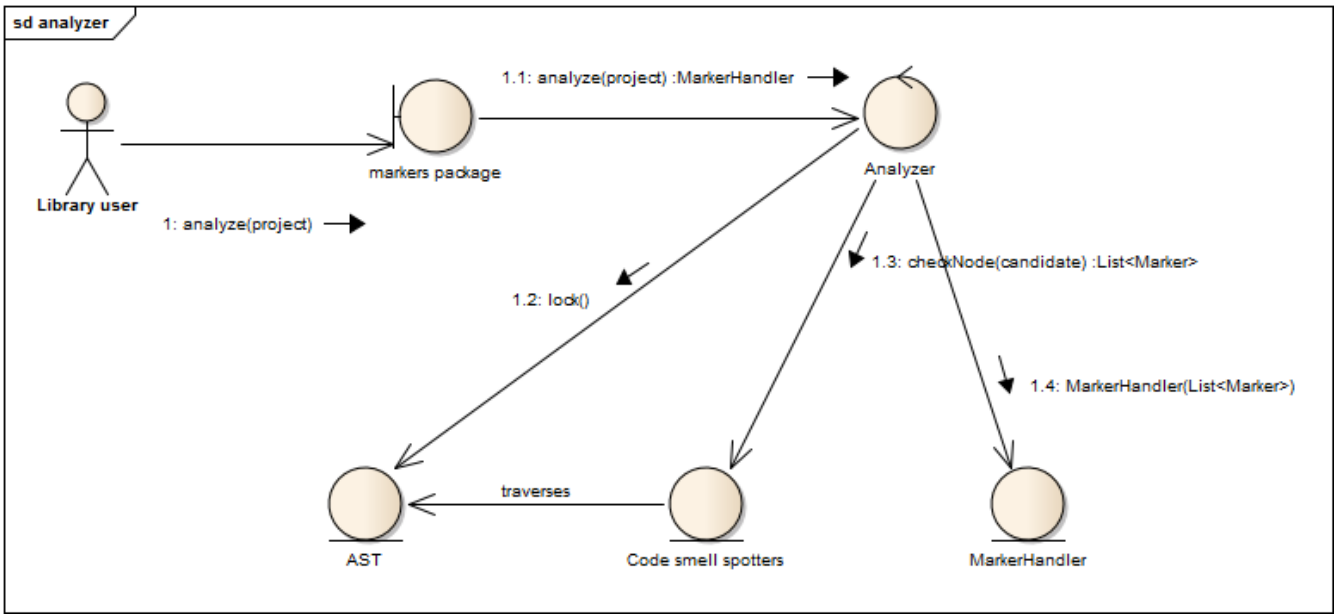 sd analyzer
1.1: analyze(project) :MarkerHandler
markers package
Analyzer
Library user
1: analyze(project)
1.3: checkNode(candidate) :List<Marker>
1.2: lock()
1.4: MarkerHandler(List<Marker>)
traverses
AST
Code smell spotters
MarkerHandler